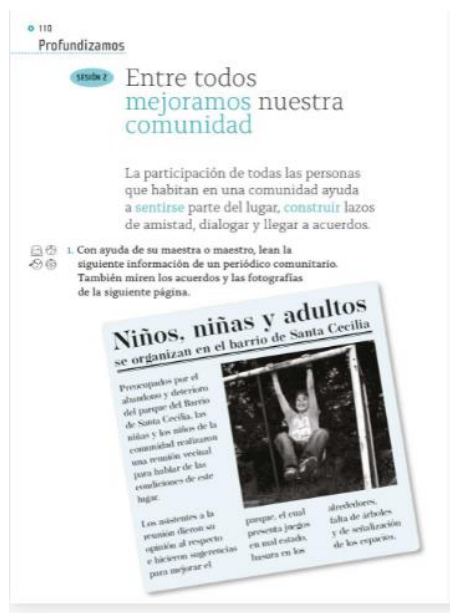 110
Profundizamos
SESIÓN 2
Entre todos
mejoramos nuestra
comunidad
La participación de todas las personas
que habitan en una comunidad ayuda
a sentirse parte del lugar, construir lazos
de amistad, dialogar y llegar a acuerdos.
1. Con ayuda de su maestra o maestro, lean la
siguiente información de un periódico comunitario.
También miren los acuerdos y las fotografías
de la siguiente página.
Niños, niñas y adultos
se organizan en el barrio de Santa Cecilia
Preocupados por el
abandono y deterioro
del parque del Barrio
de Santa Cecilia, las
niñas y los niños de la
comunidad realizaron
una reunión vecinal
para hablar de las
condiciones de este
lugar.
Los asistentes a la
reunión dieron su
opinión al respecto
e hicieron sugerencias
para mejorar el
parque, el cual
presenta juegos
en mal estado,
basura en los
alrededores,
falta de árboles
y de señalización
de los espacios.